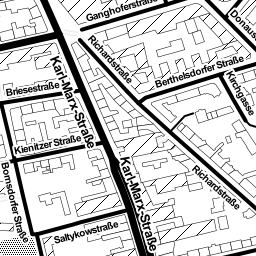 Ganghoferstraße
Donaus
Richardstraße
Karl-Marx-Straße
Berthelsdorfer Straße
Kirchgasse
Briesestraße
Kienitzer Straße
Karl-Marx-Straße
Richardstraße
Bornsdorfer Straße
Saltykowstraße